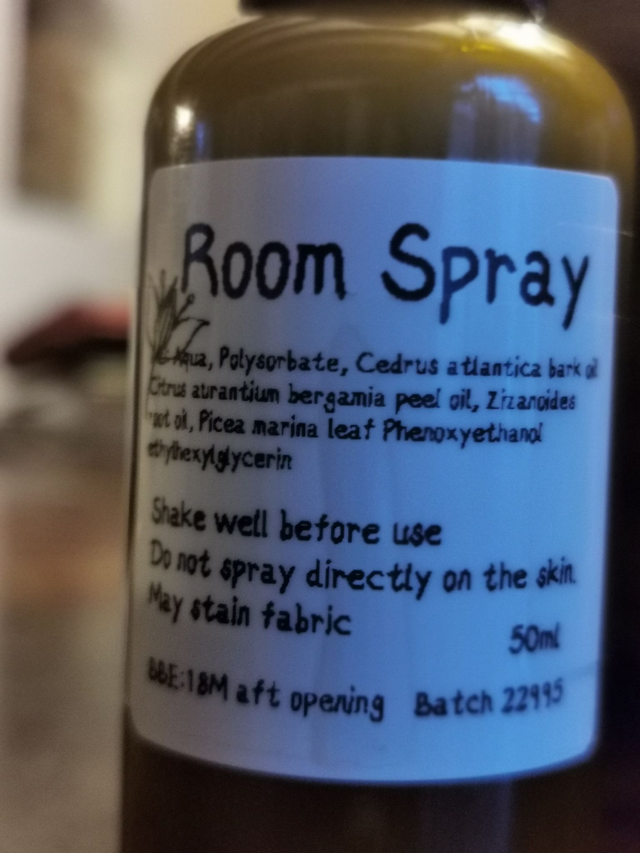 Room Spray
Aqua, Polysorbate, Cedrus atlantica bark oil
Citrus aurantium bergamia peel oil, Zizanoides
root oil, Picea marina leaf Phenoxyethanol
ethylhexylglycerin
Shake well before use
Do not spray directly on the skin.
May stain fabric
50ml
BBE:18M aft opening Batch 22995